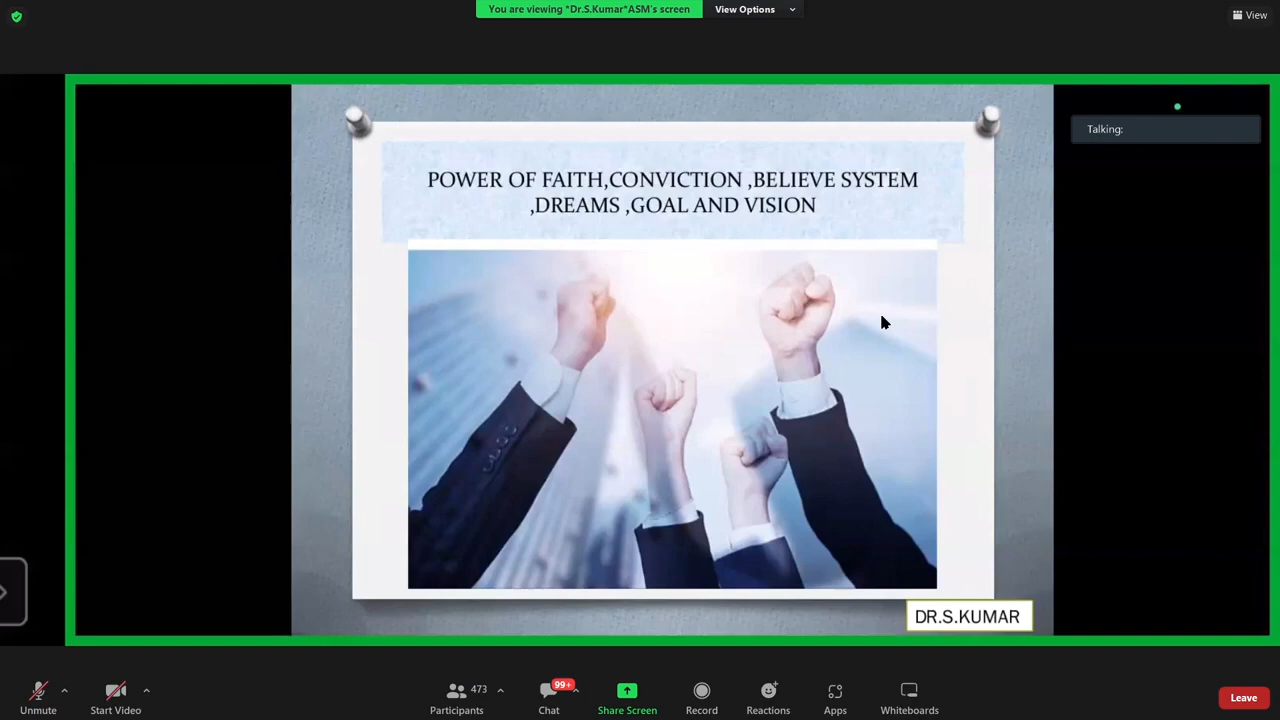 You are viewing *Dr.S.Kumar*ASM's screen
View Options
View
Talking:
POWER OF FAITH,CONVICTION ,BELIEVE SYSTEM
,DREAMS ,GOAL AND VISION
DR.S.KUMAR
Unmute
Start Video
473
Participants
99+
Chat
Share Screen
Record
Reactions
Apps
Whiteboards
Leave